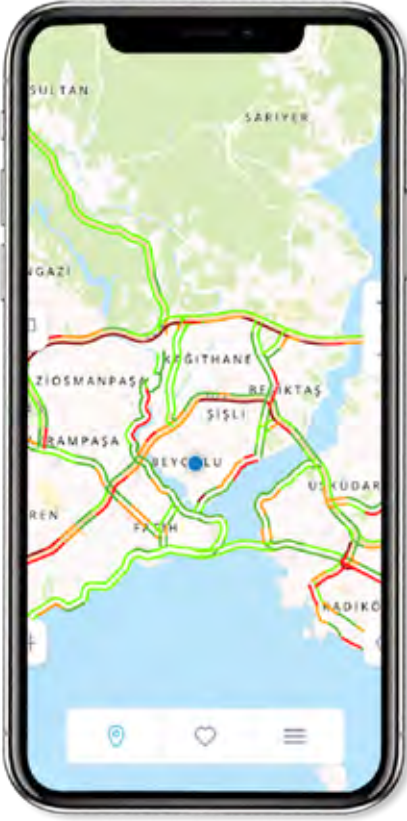 SULTAN
SARIYER
NGAZİ
KAĞITHANE
ZİOSMANPAŞA
BEŞİKTAŞ
ŞİŞLİ
RAMPAŞA
BEYOĞLU
ÜSKÜDAR
REN
FATİH
KADIKÖ